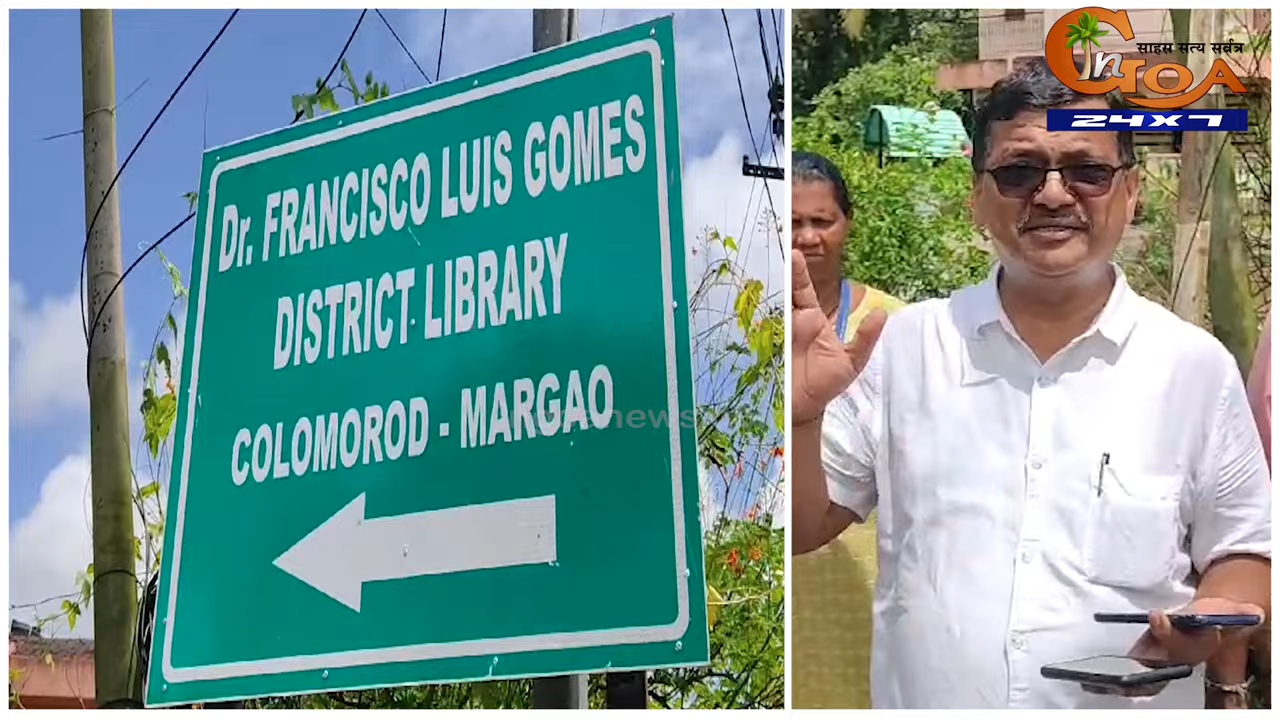 Dr. FRANCISCO LUIS GOMES
DISTRICT LIBRARY
COLOMOROD - MARGAO
साहस सत्य सर्वत्र
in GOA
24X7